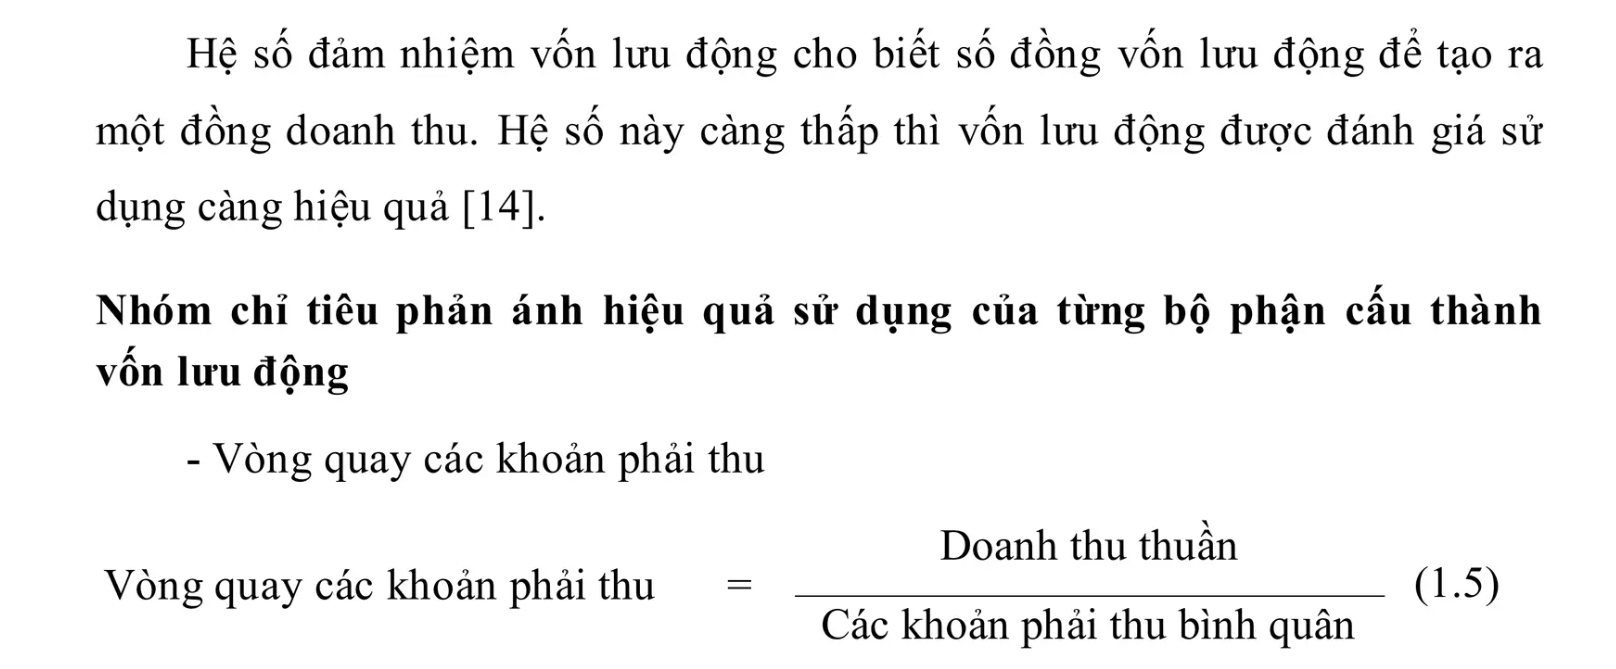 Hệ số đảm nhiệm vốn lưu động cho biết số đồng vốn lưu động để tạo ra
một đồng doanh thu. Hệ số này càng thấp thì vốn lưu động được đánh giá sử
dụng càng hiệu quả [14].
Nhóm chỉ tiêu phản ánh hiệu quả sử dụng của từng bộ phận cấu thành
vốn lưu động
- Vòng quay các khoản phải thu
Doanh thu thuần
Vòng quay các khoản phải thu = (1.5)
Các khoản phải thu bình quân